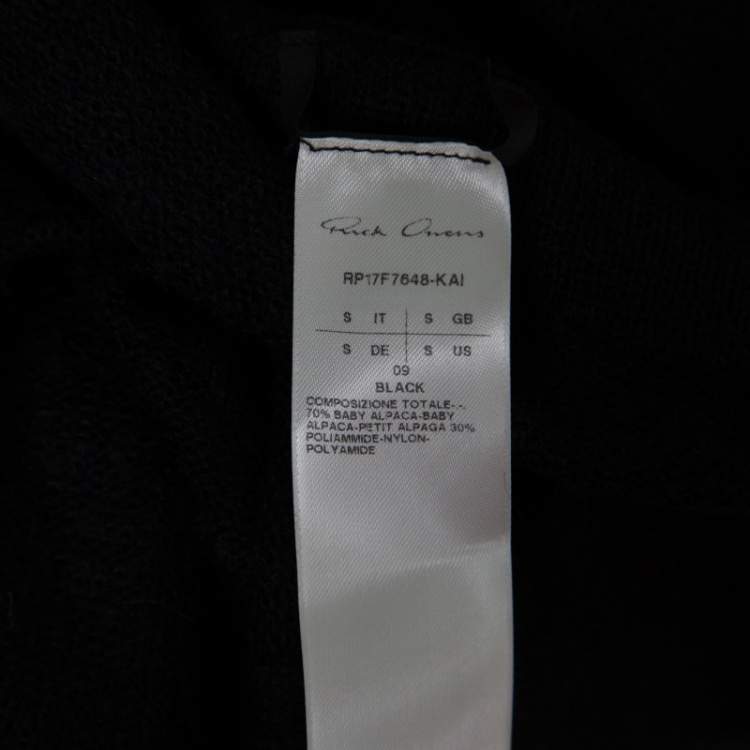 Rick Owens
RP17F7648-KAI
S IT S GB
S DE S US
09
BLACK
COMPOSIZIONE TOTALE-.-.
70% BABY ALPACA-BABY
ALPACA-PETIT ALPAGA 30%
POLIAMMIDE-NYLON-
POLYAMIDE